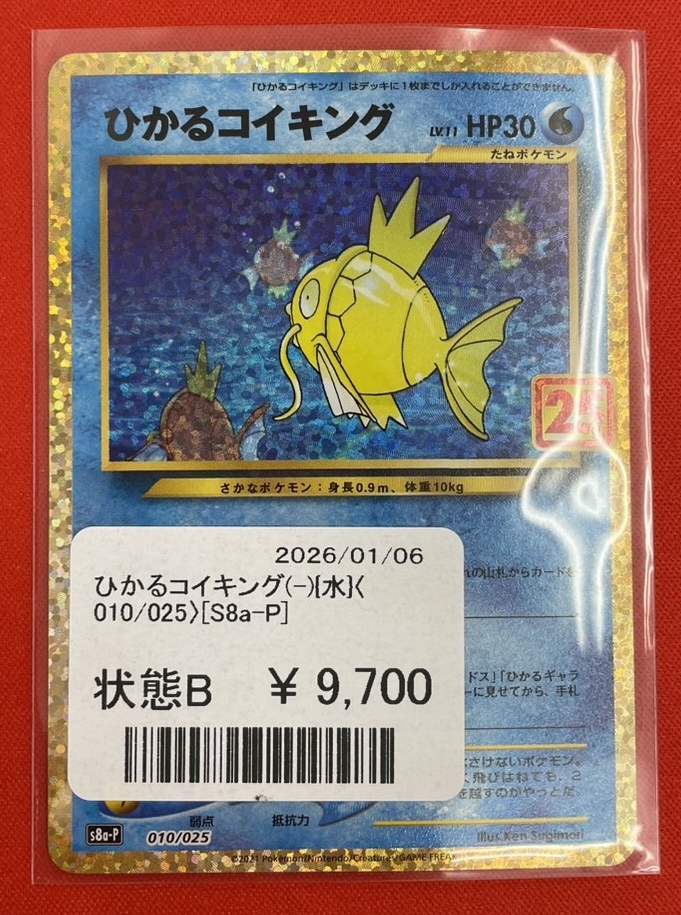 「ひかるコイキング」はデッキに1枚までしか入れることができません。
ひかるコイキング LV.11 HP30
たねポケモン
25
さかなポケモン：身長0.9m、体重10kg
の山札からカードを
2026/01/06
ひかるコイキング(-){水}〈
010/025〉[S8a-P]
状態B ¥ 9,700
ドス」「ひかるギャラ
ーに見せてから、手札
さけないポケモン。
飛びはねても、2
を越すのがやっとだ。
弱点 抵抗力
s8a-P 010/025
Illus. Ken Sugimori
©2021 Pokémon/Nintendo/Creatures/GAME FREAK